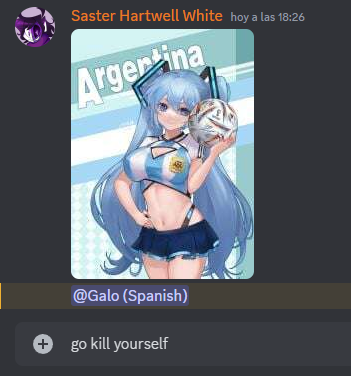 Saster Hartwell White hoy a las 18:26
Argentina
@Galo (Spanish)
go kill yourself